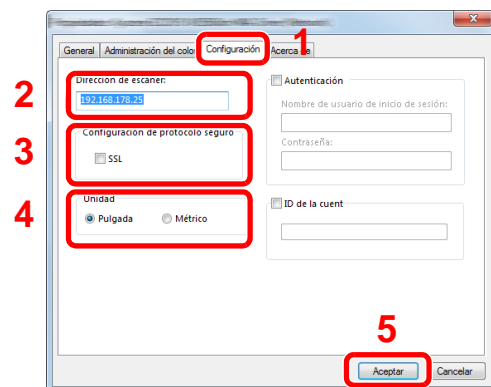 1
General Administración del color Configuración Acerca de
2
Dirección de escáner:
192.168.178.25
Autenticación
Nombre de usuario de inicio de sesión:
Contraseña:
3
Configuración de protocolo seguro
SSL
4
Unidad
Pulgada Métrico
ID de la cuent
5
Aceptar Cancelar